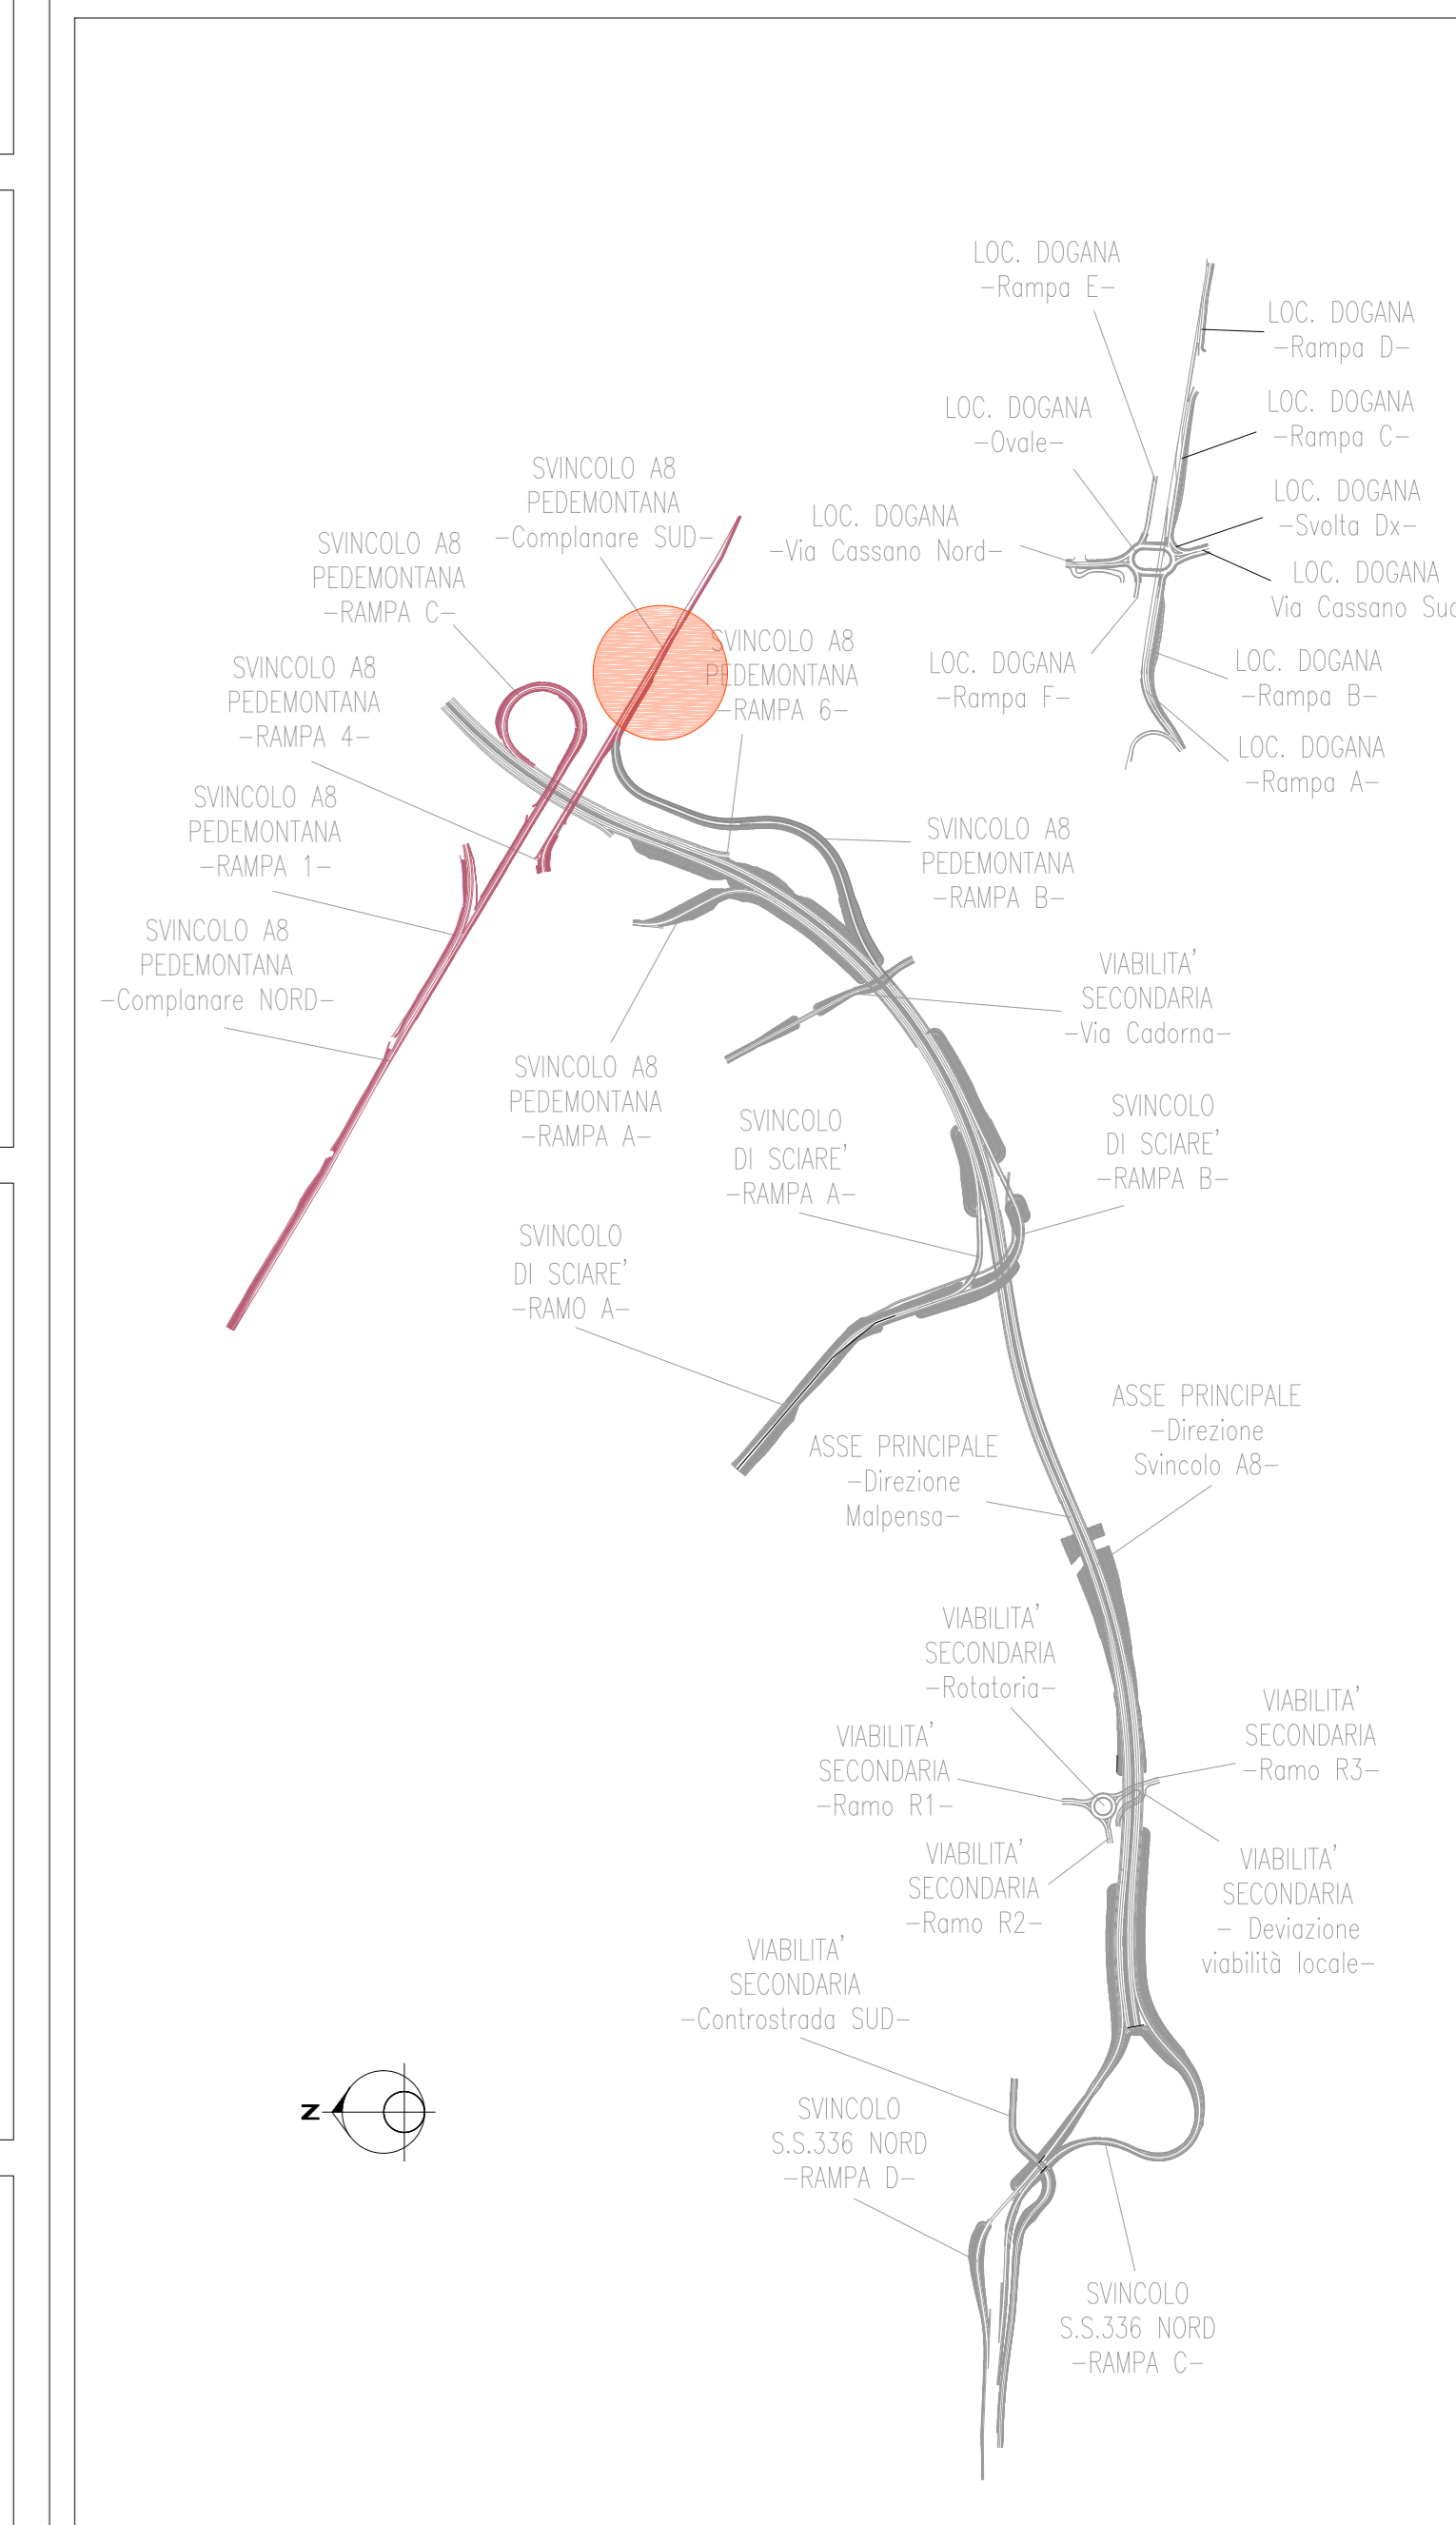 LOC. DOGANA
-Rampa E-
LOC. DOGANA
-Rampa D-
LOC. DOGANA
-Ovale-
LOC. DOGANA
-Rampa C-
SVINCOLO A8
PEDEMONTANA
-Complanare SUD-
LOC. DOGANA
-Svolta Dx-
LOC. DOGANA
-Via Cassano Nord-
SVINCOLO A8
PEDEMONTANA
-RAMPA C-
LOC. DOGANA
Via Cassano Sud
SVINCOLO A8
PEDEMONTANA
-RAMPA 6-
LOC. DOGANA
-Rampa F-
LOC. DOGANA
-Rampa B-
SVINCOLO A8
PEDEMONTANA
-RAMPA 4-
LOC. DOGANA
-Rampa A-
SVINCOLO A8
PEDEMONTANA
-RAMPA 1-
SVINCOLO A8
PEDEMONTANA
-RAMPA B-
SVINCOLO A8
PEDEMONTANA
-Complanare NORD-
VIABILITA'
SECONDARIA
-Via Cadorna-
SVINCOLO A8
PEDEMONTANA
-RAMPA A-
SVINCOLO
DI SCIARE'
-RAMPA B-
SVINCOLO
DI SCIARE'
-RAMPA A-
SVINCOLO
DI SCIARE'
-RAMO A-
ASSE PRINCIPALE
-Direzione
Svincolo A8-
ASSE PRINCIPALE
-Direzione
Malpensa-
VIABILITA'
SECONDARIA
-Rotatoria-
VIABILITA'
SECONDARIA
-Ramo R3-
VIABILITA'
SECONDARIA
-Ramo R1-
VIABILITA'
SECONDARIA
-Ramo R2-
VIABILITA'
SECONDARIA
- Deviazione
viabilità locale-
VIABILITA'
SECONDARIA
-Controstrada SUD-
N
SVINCOLO
S.S.336 NORD
-RAMPA D-
SVINCOLO
S.S.336 NORD
-RAMPA C-